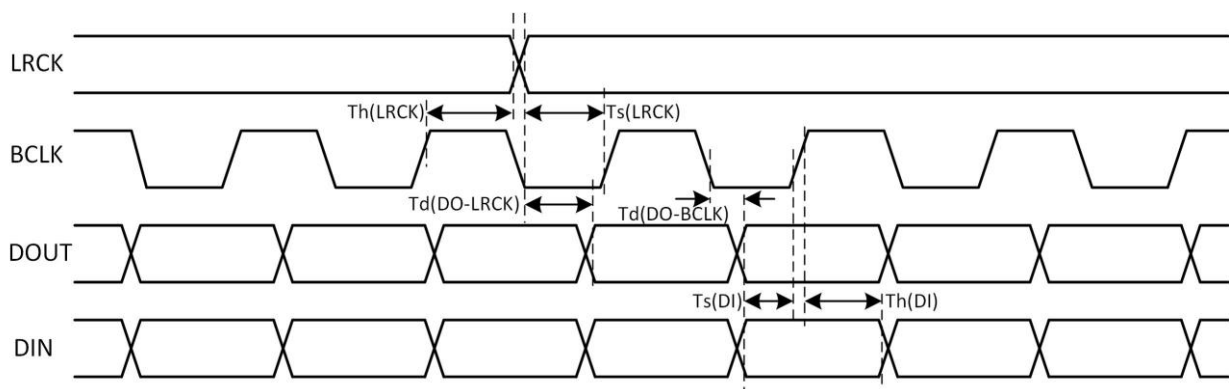 LRCK
Th(LRCK) Ts(LRCK)
BCLK
Td(DO-LRCK) Td(DO-BCLK)
DOUT
Ts(DI) Th(DI)
DIN